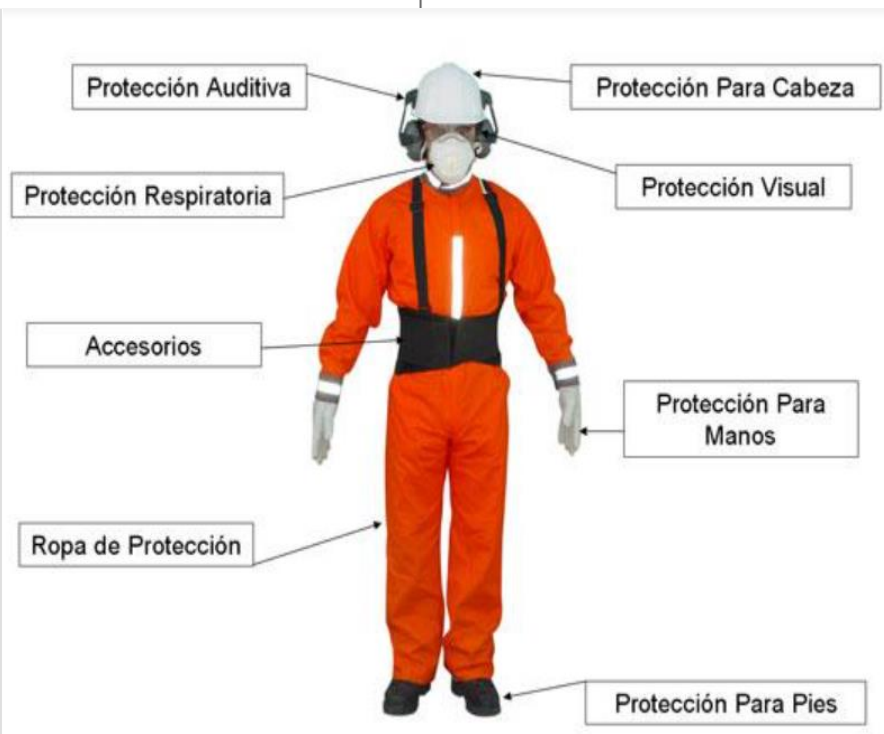 Protección Auditiva
Protección Para Cabeza
Protección Respiratoria
Protección Visual
Accesorios
Protección Para
Manos
Ropa de Protección
Protección Para Pies